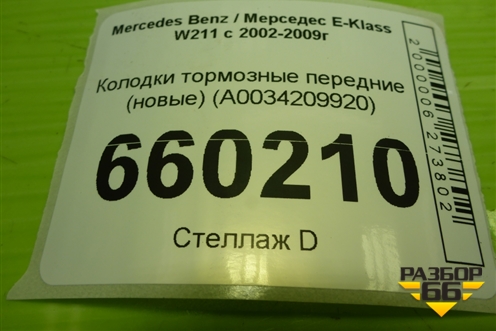 Mercedes Benz / Мерседес E-Klass
W211 с 2002-2009г
Колодки тормозные передние
(новые) (A0034209920)
660210
Стеллаж D
2000006273802
РАЗБОР
66